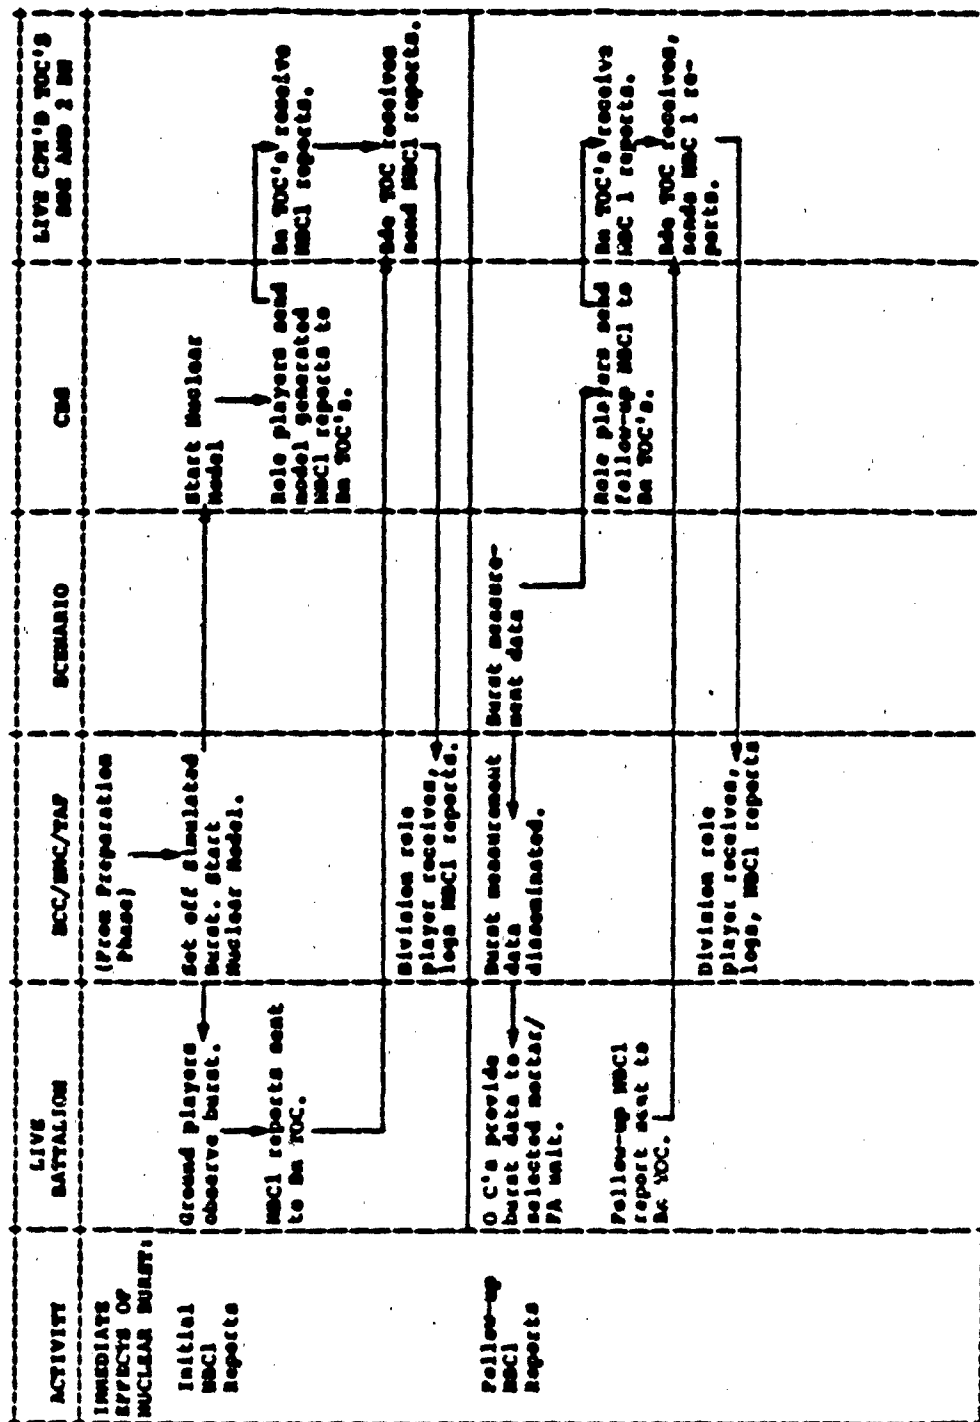 ACTIVITY
LIVE
BATTALION
ECC/EMC/TAF
SCENARIO
CBS
LIVE CPX'S TOC'S
BDE AND 2 BN
IMMEDIATE
EFFECTS OF
NUCLEAR BURST:
Initial
NBC1
Reports
Ground players
observe burst.
NBC1 reports sent
to Bn TOC.
(From Preparation
Phase)
Set off simulated
Burst. Start
Nuclear Model.
Division role
player receives,
logs NBC1 reports.
Start Nuclear
Model
Role players send
model generated
NBC1 reports to
Bn TOC's.
Bn TOC's receive
NBC1 reports.
Bde TOC receives
send NBC1 reports.
Follow-up
NBC1
Reports
O C's provide
burst data to
selected mortar/
FA unit.
Follow-up NBC1
report sent to
Bn TOC.
Burst measurement
data
disseminated.
Division role
player receives,
logs, NBC1 reports
Burst measure-
ment data
Role players send
follow-up NBC1 to
Bn TOC's.
Bn TOC's receive
NBC 1 reports.
Bde TOC receives,
sends NBC 1 re-
ports.